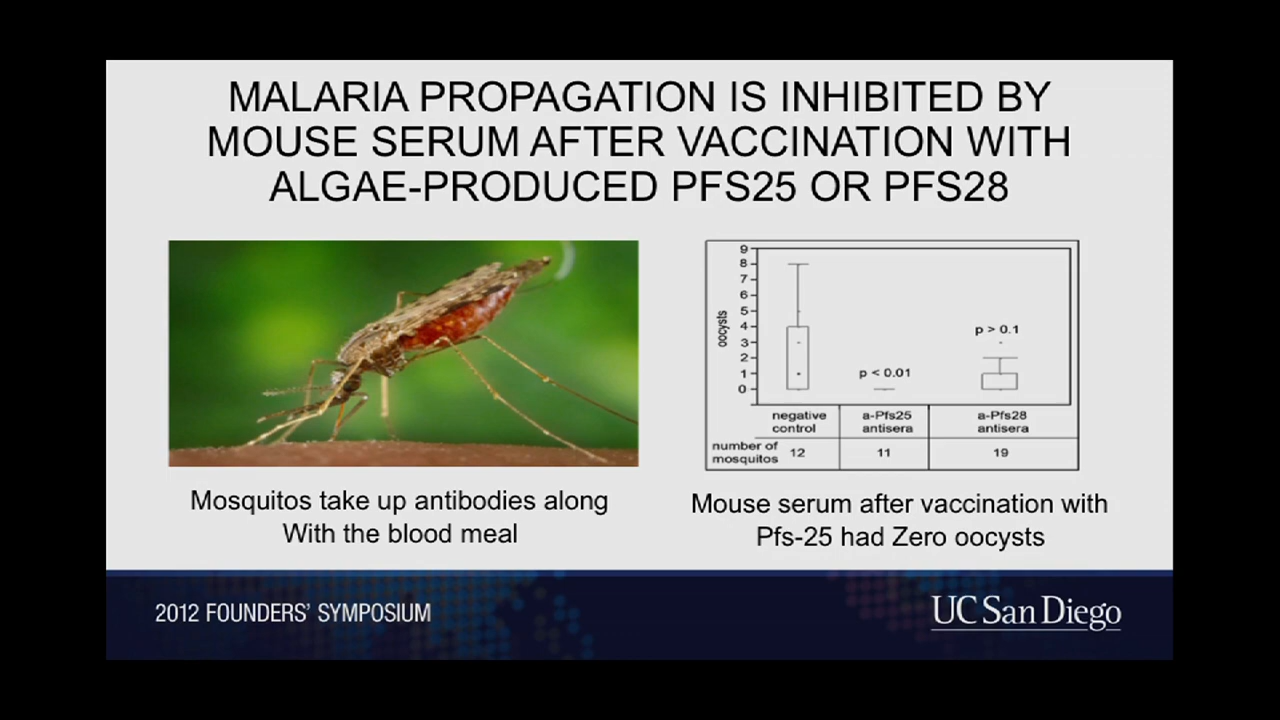 MALARIA PROPAGATION IS INHIBITED BY
MOUSE SERUM AFTER VACCINATION WITH
ALGAE-PRODUCED PFS25 OR PFS28
9
8
7
6
5
4
3
2
1
0
oocysts
p < 0.01
p > 0.1
negative control
a-Pfs25 antisera
a-Pfs28 antisera
number of mosquitos 12 11 19
Mosquitos take up antibodies along
With the blood meal
Mouse serum after vaccination with
Pfs-25 had Zero oocysts
2012 FOUNDERS' SYMPOSIUM
UC San Diego